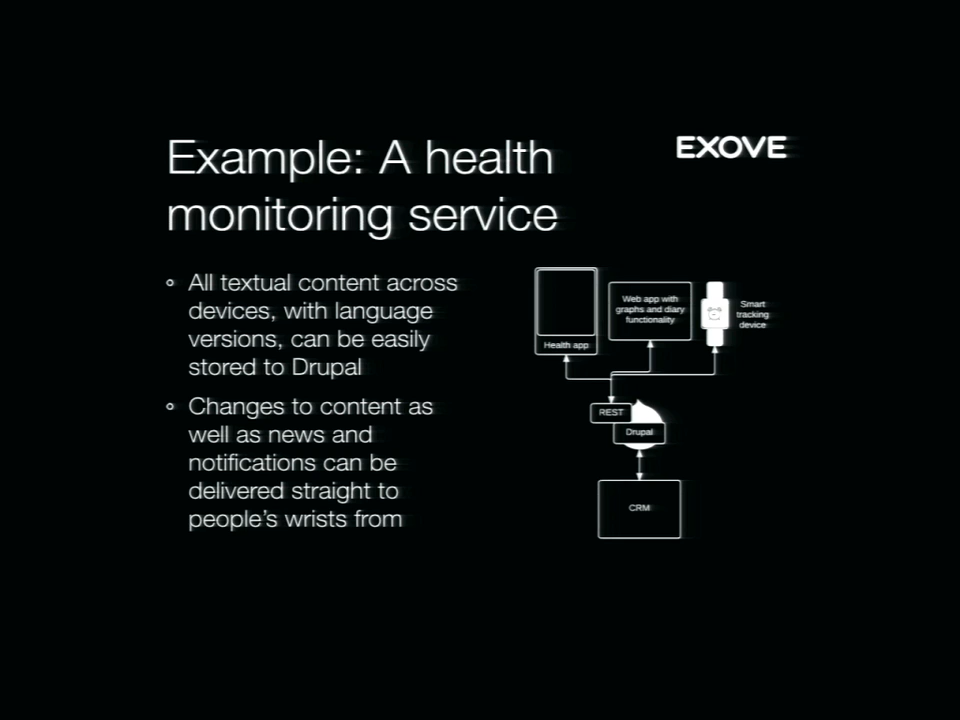 Example: A health
monitoring service
EXOVE
All textual content across
devices, with language
versions, can be easily
stored to Drupal
Changes to content as
well as news and
notifications can be
delivered straight to
people's wrists from
Health app
Web app with
graphs and diary
functionality
Smart
tracking
device
REST
Drupal
CRM